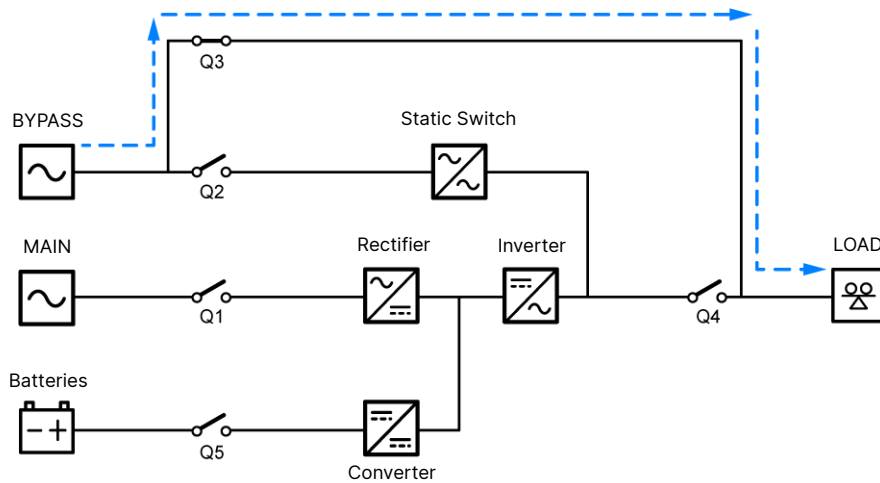 Q3
BYPASS
Static Switch
Q2
MAIN
Rectifier
Inverter
LOAD
Q1
Q4
Batteries
Q5
Converter